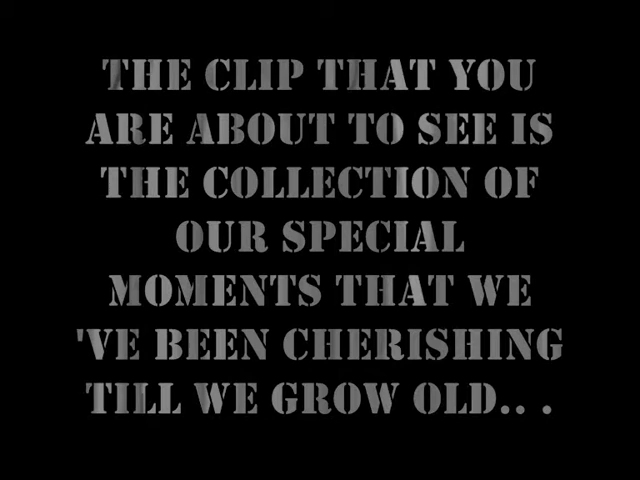 THE CLIP THAT YOU
ARE ABOUT TO SEE IS
THE COLLECTION OF
OUR SPECIAL
MOMENTS THAT WE
'VE BEEN CHERISHING
TILL WE GROW OLD.. .